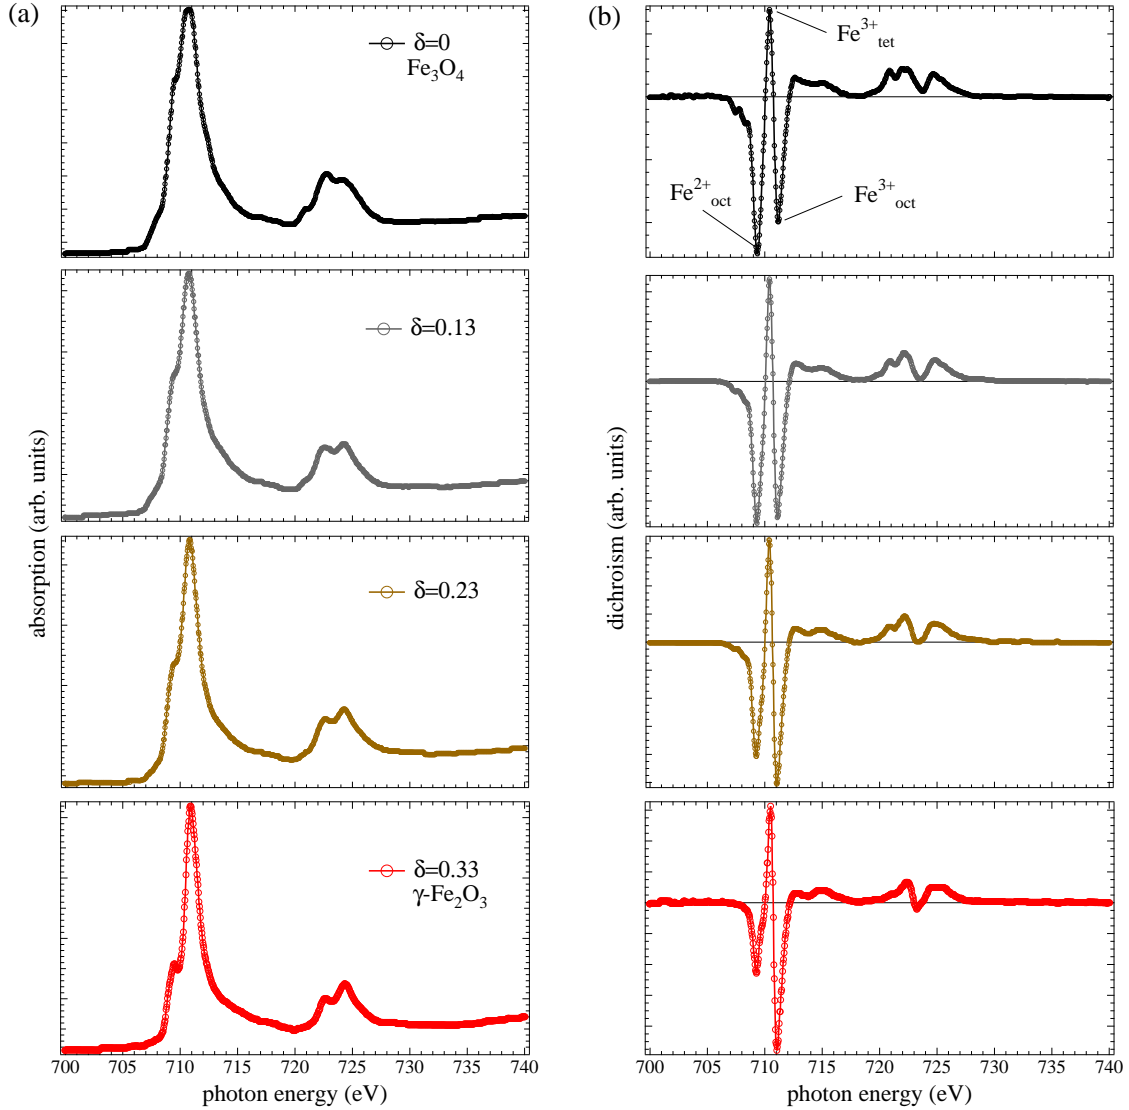 (a)
δ=0
Fe3O4
δ=0.13
δ=0.23
δ=0.33
γ-Fe2O3
absorption (arb. units)
700 705 710 715 720 725 730 735 740
photon energy (eV)
(b)
Fe3+tet
Fe2+oct
Fe3+oct
dichroism (arb. units)
700 705 710 715 720 725 730 735 740
photon energy (eV)